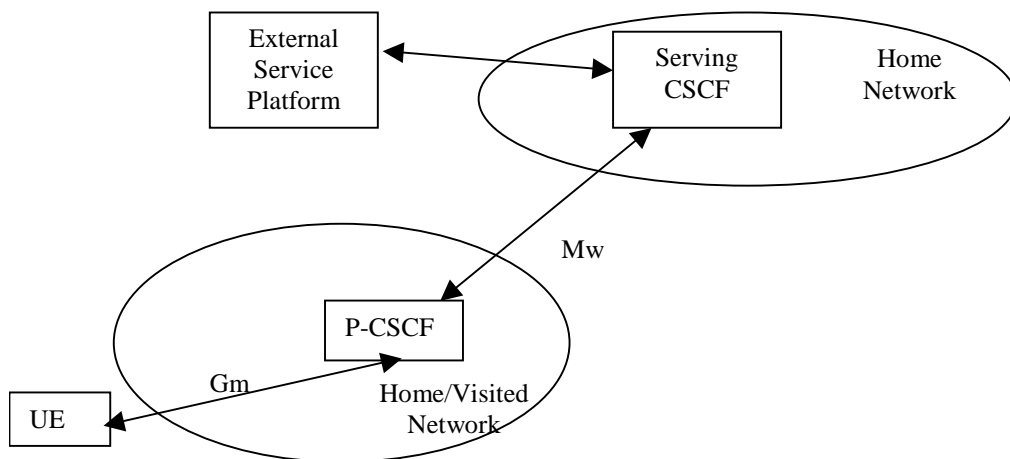 External
Service
Platform
Serving
CSCF
Home
Network
Mw
P-CSCF
Gm
Home/Visited
Network
UE